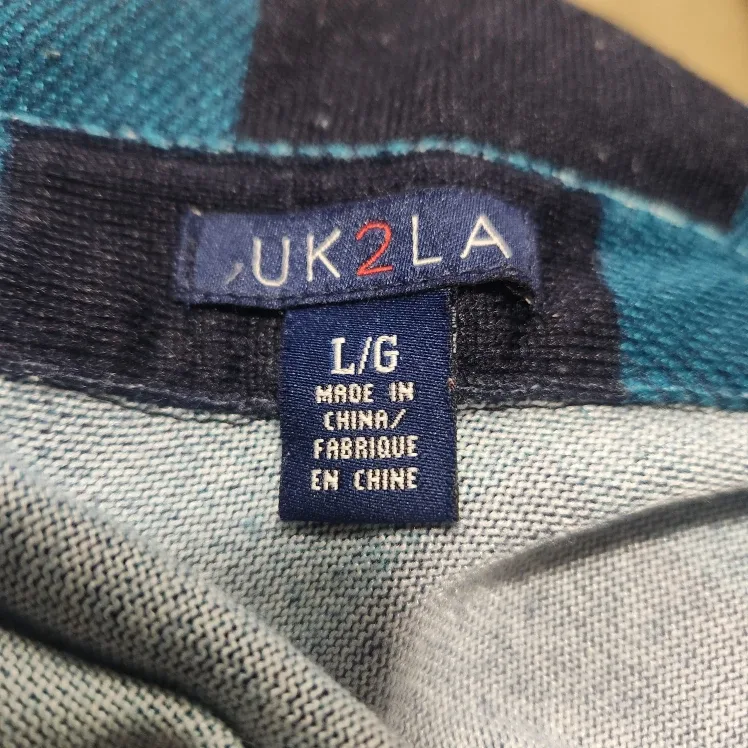 UK2LA
L/G
MADE IN
CHINA/
FABRIQUE
EN CHINE